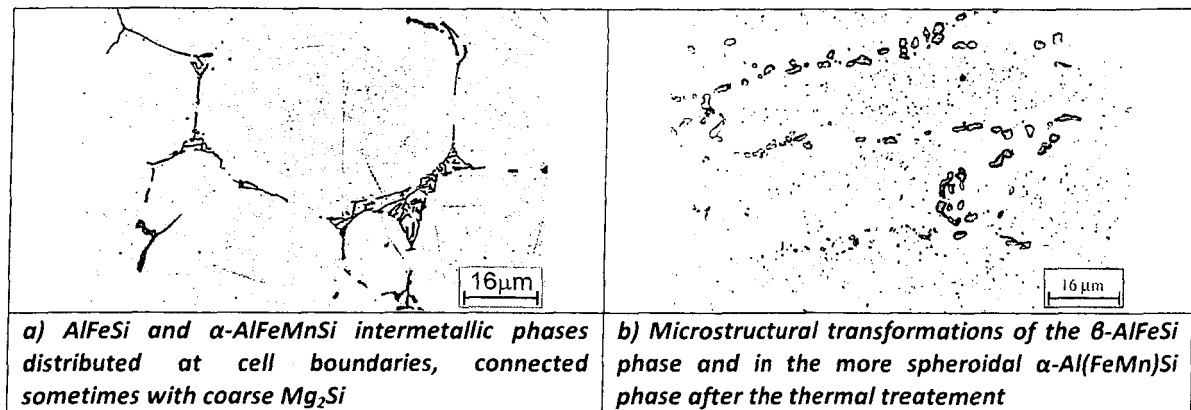 16μm
16 μm
a) AlFeSi and α-AlFeMnSi intermetallic phases
distributed at cell boundaries, connected
sometimes with coarse Mg₂Si
b) Microstructural transformations of the β-AlFeSi
phase and in the more spheroidal α-Al(FeMn)Si
phase after the thermal treatement